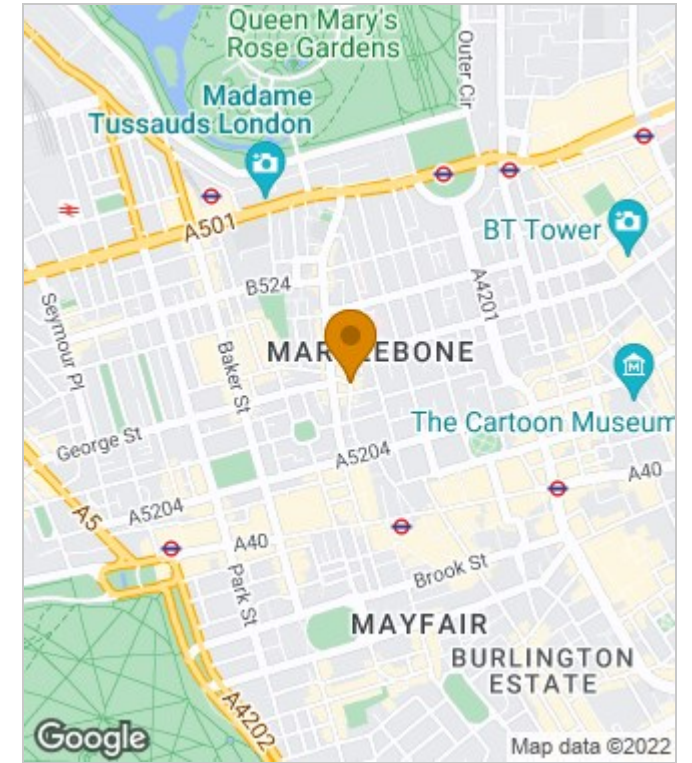 Queen Mary's
Rose Gardens
Outer Cir
Madame
Tussauds London
A501
BT Tower
B524
A4201
Seymour Pl
Baker St
MARYLEBONE
The Cartoon Museum
George St
A5204
A40
A5
A5204
A40
Brook St
Park St
MAYFAIR
BURLINGTON
ESTATE
A4202
Google
Map data ©2022